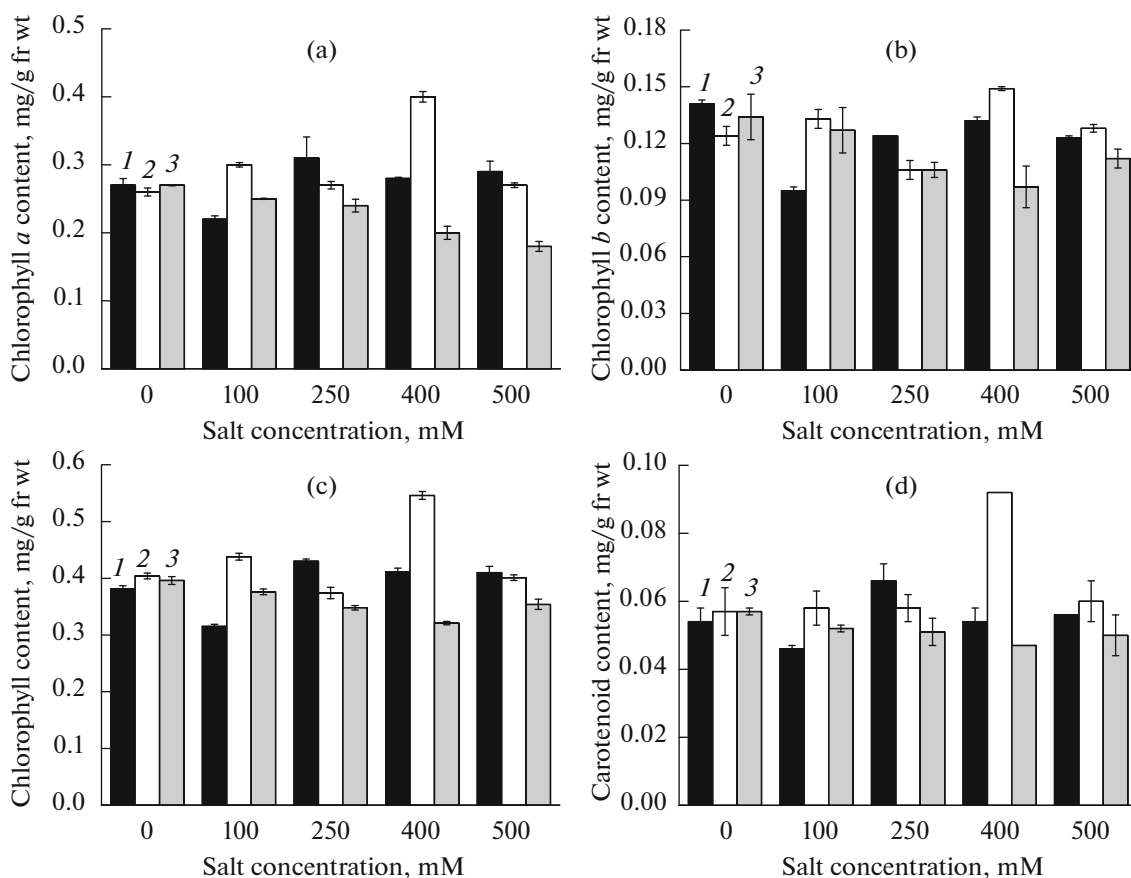 (a)
Chlorophyll a content, mg/g fr wt
0.5
0.4
0.3
0.2
0.1
0.0
1 2 3
0 100 250 400 500
Salt concentration, mM
(b)
Chlorophyll b content, mg/g fr wt
0.18
0.15
0.12
0.09
0.06
0.03
0.00
1 2 3
0 100 250 400 500
Salt concentration, mM
(c)
Chlorophyll content, mg/g fr wt
0.6
0.5
0.4
0.3
0.2
0.1
0.0
1 2 3
0 100 250 400 500
Salt concentration, mM
(d)
Carotenoid content, mg/g fr wt
0.10
0.08
0.06
0.04
0.02
0.00
1 2 3
0 100 250 400 500
Salt concentration, mM